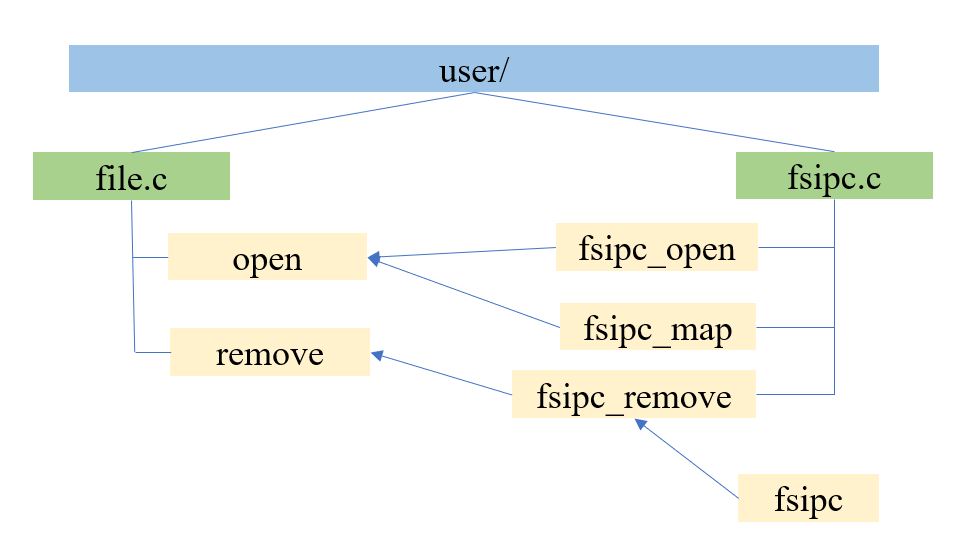 user/
file.c
fsipc.c
open
fsipc_open
fsipc_map
remove
fsipc_remove
fsipc